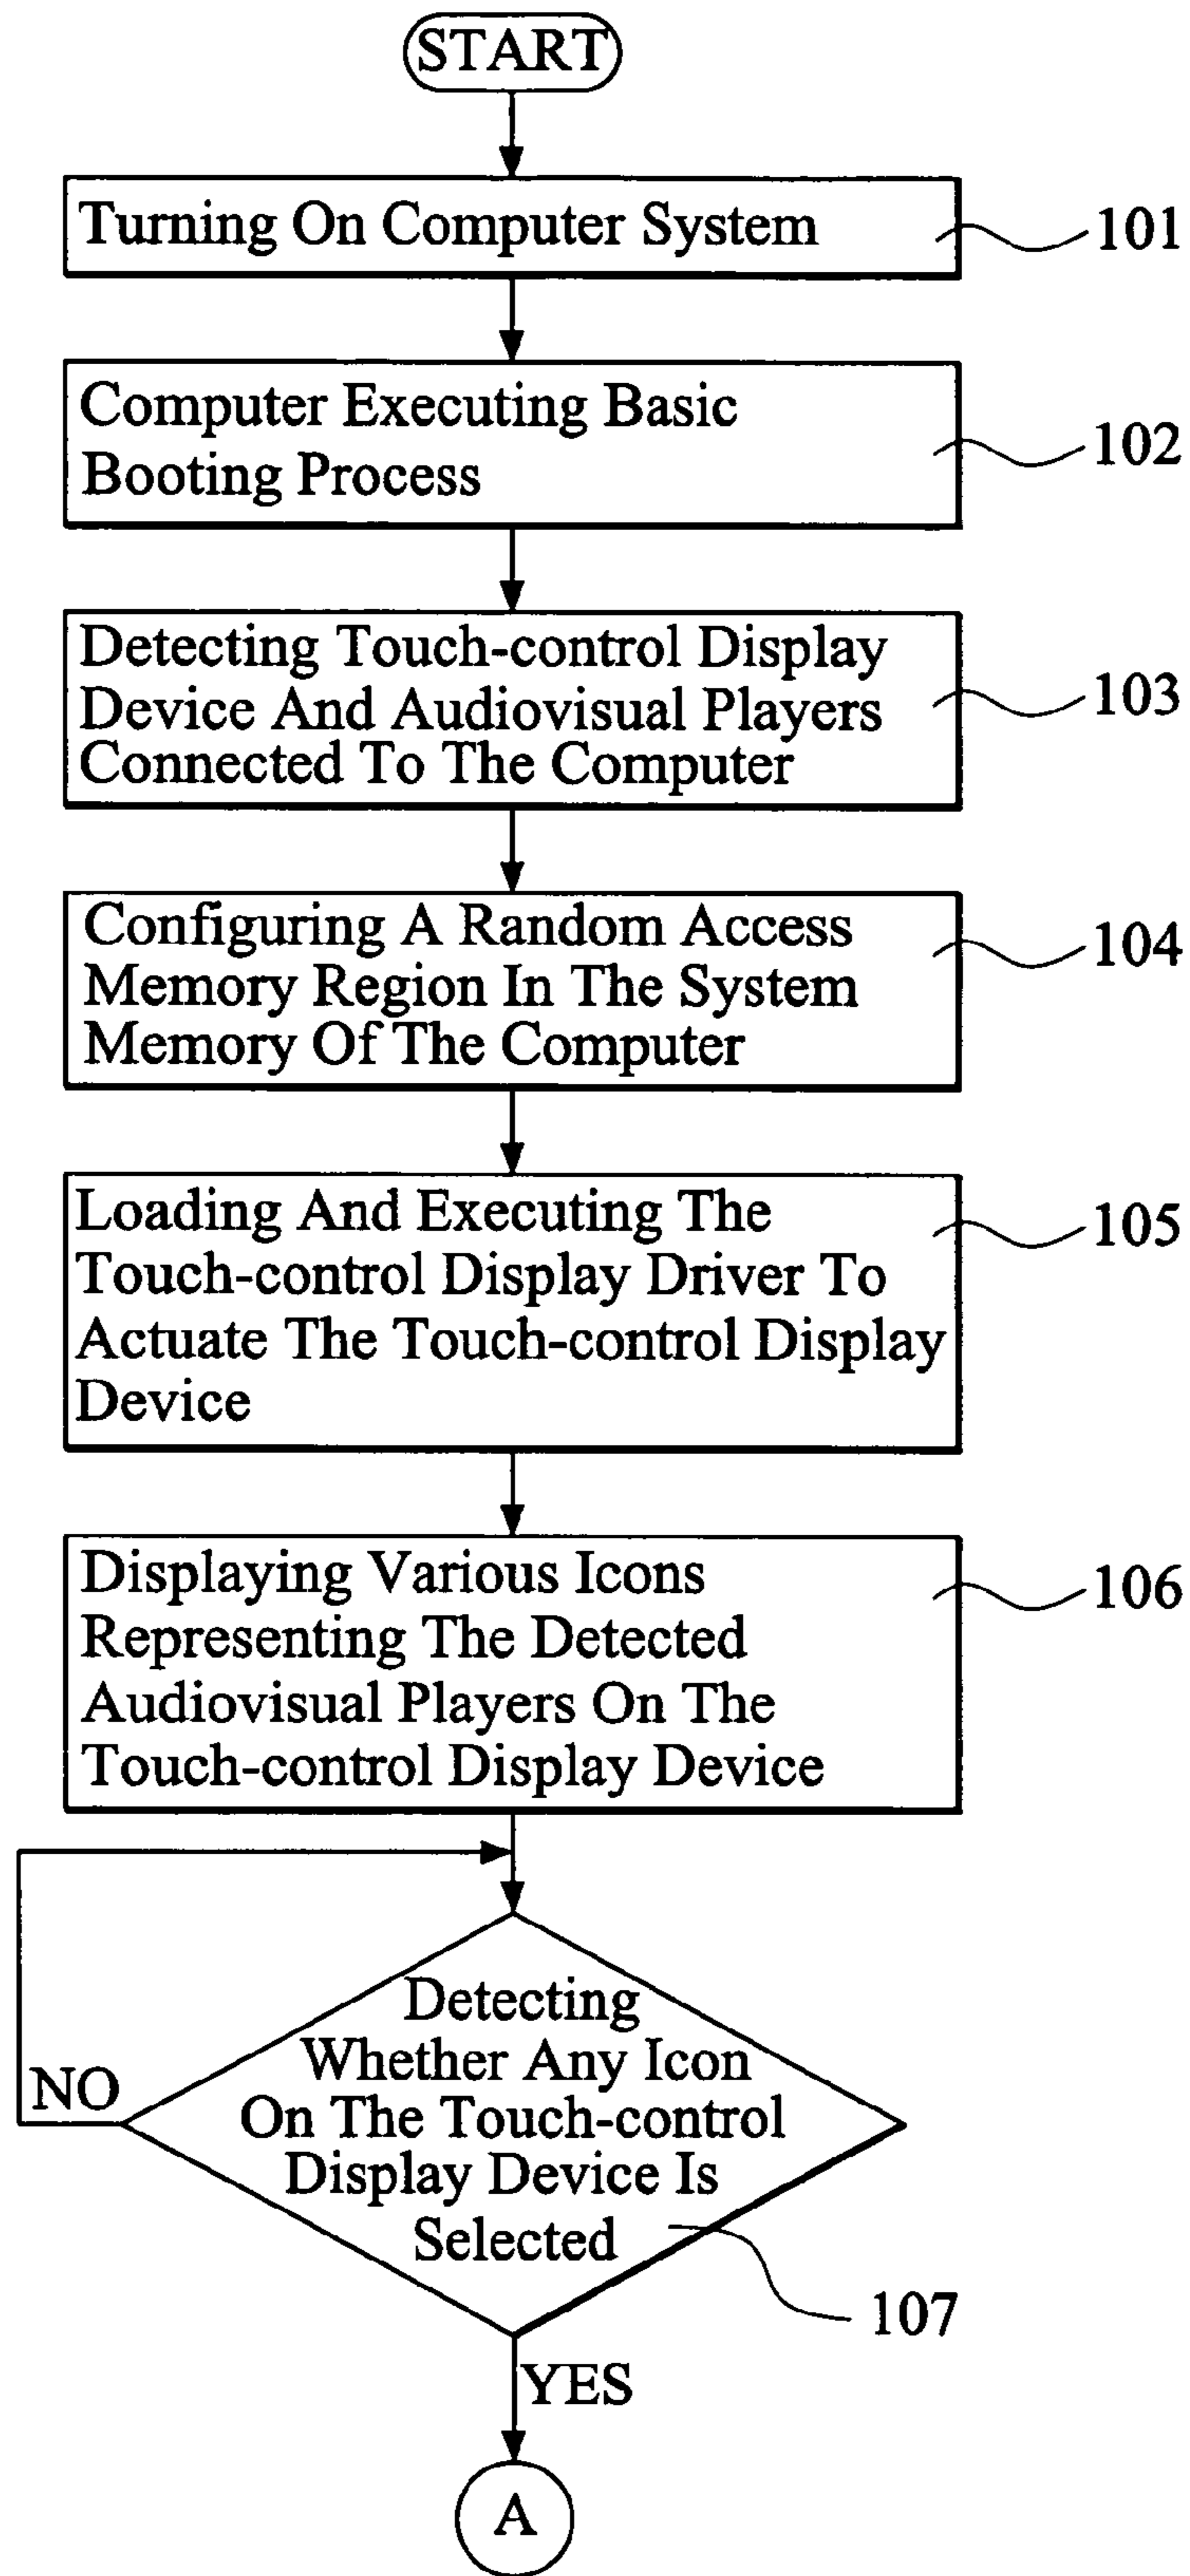 START
Turning On Computer System
101
Computer Executing Basic
Booting Process
102
Detecting Touch-control Display
Device And Audiovisual Players
Connected To The Computer
103
Configuring A Random Access
Memory Region In The System
Memory Of The Computer
104
Loading And Executing The
Touch-control Display Driver To
Actuate The Touch-control Display
Device
105
Displaying Various Icons
Representing The Detected
Audiovisual Players On The
Touch-control Display Device
106
Detecting
Whether Any Icon
On The Touch-control
Display Device Is
Selected
NO
107
YES
A